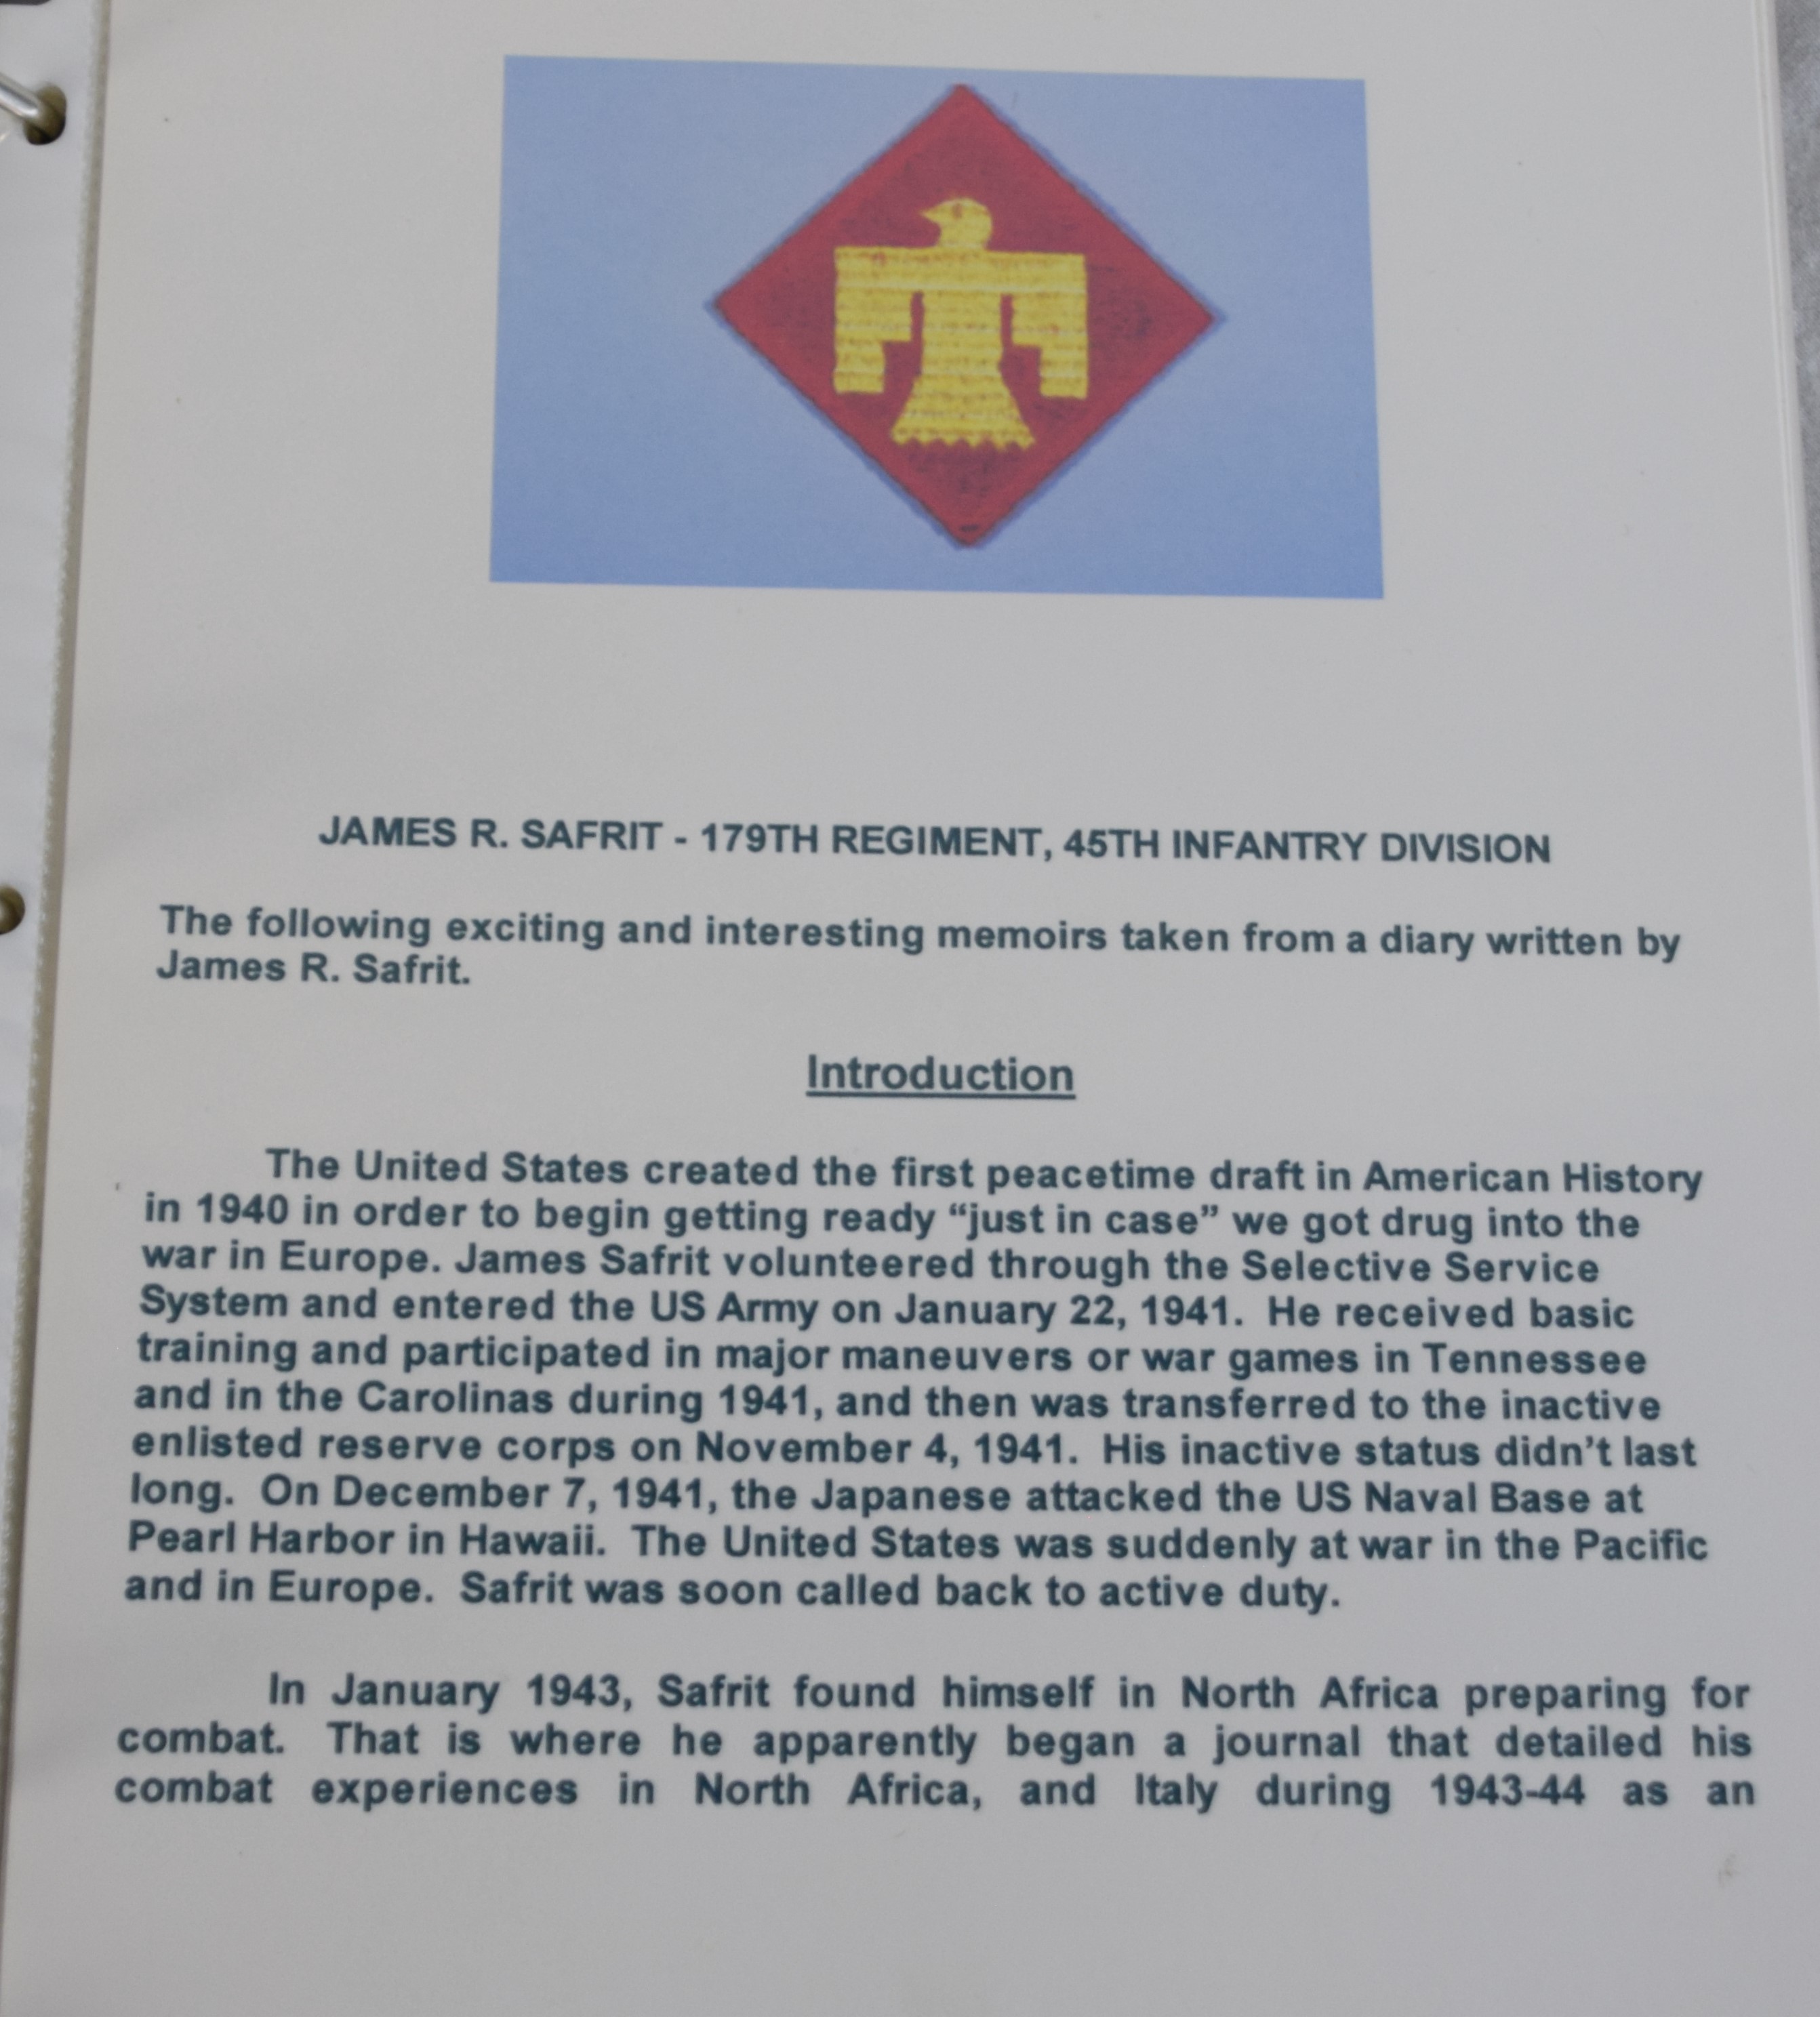 JAMES R. SAFRIT - 179TH REGIMENT, 45TH INFANTRY DIVISION
The following exciting and interesting memoirs taken from a diary written by
James R. Safrit.
Introduction
The United States created the first peacetime draft in American History
in 1940 in order to begin getting ready “just in case” we got drug into the
war in Europe. James Safrit volunteered through the Selective Service
System and entered the US Army on January 22, 1941. He received basic
training and participated in major maneuvers or war games in Tennessee
and in the Carolinas during 1941, and then was transferred to the inactive
enlisted reserve corps on November 4, 1941. His inactive status didn’t last
long. On December 7, 1941, the Japanese attacked the US Naval Base at
Pearl Harbor in Hawaii. The United States was suddenly at war in the Pacific
and in Europe. Safrit was soon called back to active duty.
In January 1943, Safrit found himself in North Africa preparing for
combat. That is where he apparently began a journal that detailed his
combat experiences in North Africa, and Italy during 1943-44 as an